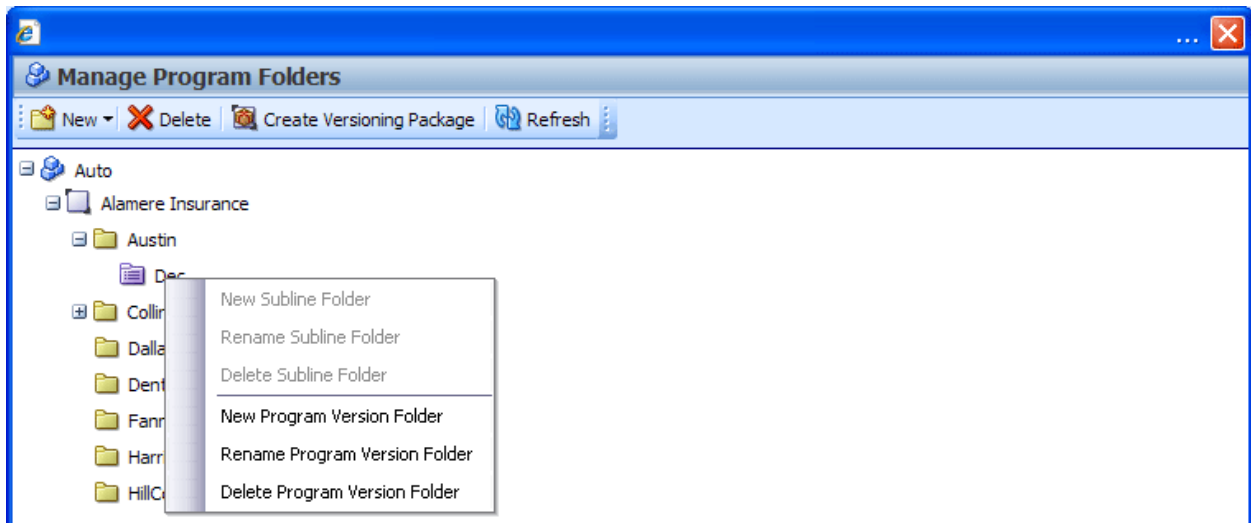 ...
Manage Program Folders
New Delete Create Versioning Package Refresh
Auto
Alamere Insurance
Austin
Dec
New Subline Folder
Rename Subline Folder
Delete Subline Folder
New Program Version Folder
Rename Program Version Folder
Delete Program Version Folder